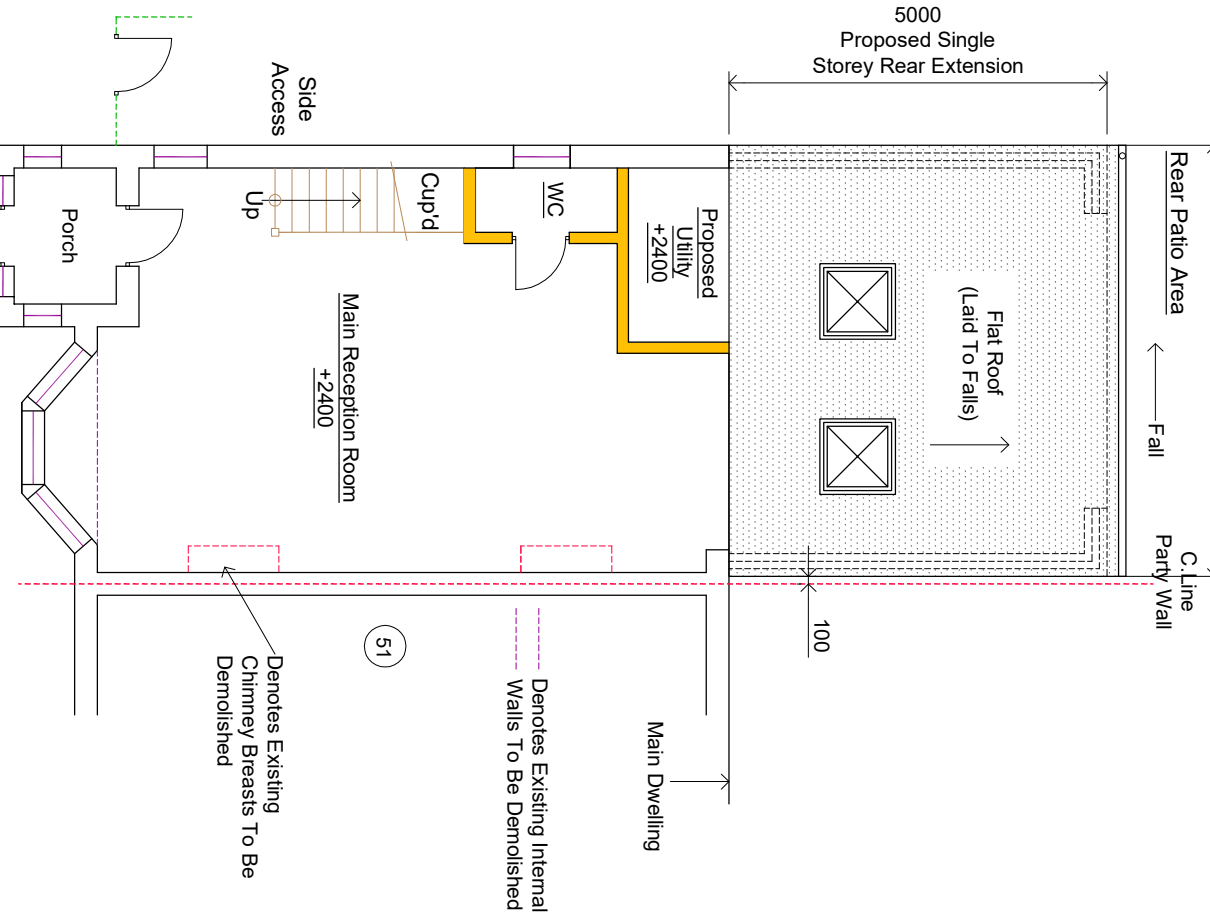 5000
Proposed Single
Storey Rear Extension
Side
Access
Rear Patio Area
Up
Cup'd
WC
Proposed
Utility
+2400
Porch
Flat Roof
(Laid To Falls)
Fall
Main Reception Room
+2400
C.Line
Party Wall
100
51
Denotes Existing
Chimney Breasts To Be
Demolished
Denotes Existing Internal
Walls To Be Demolished
Main Dwelling